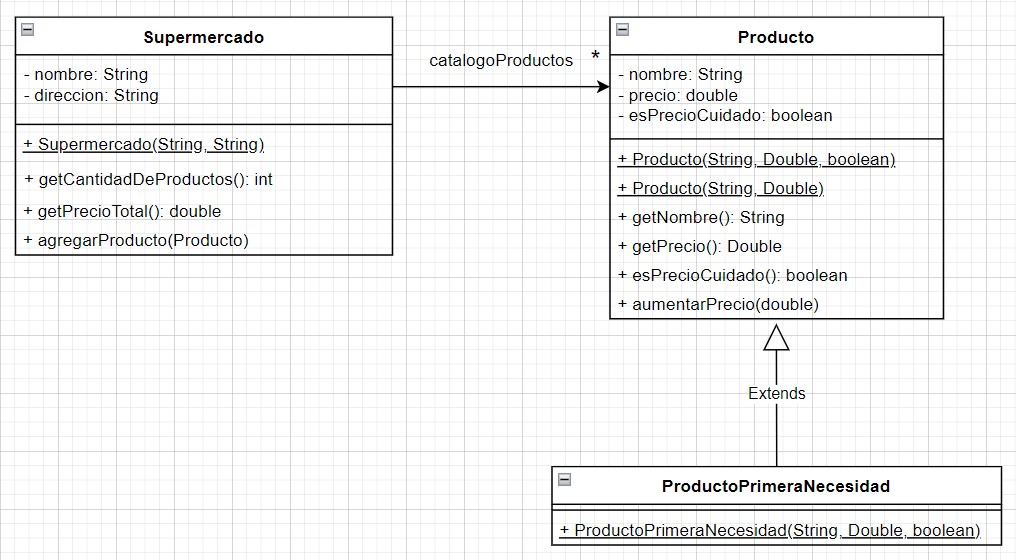 Supermercado
- nombre: String
- direccion: String
+ Supermercado(String, String)
+ getCantidadDeProductos(): int
+ getPrecioTotal(): double
+ agregarProducto(Producto)
catalogoProductos *
Producto
- nombre: String
- precio: double
- esPrecioCuidado: boolean
+ Producto(String, Double, boolean)
+ Producto(String, Double)
+ getNombre(): String
+ getPrecio(): Double
+ esPrecioCuidado(): boolean
+ aumentarPrecio(double)
Extends
ProductoPrimeraNecesidad
+ ProductoPrimeraNecesidad(String, Double, boolean)